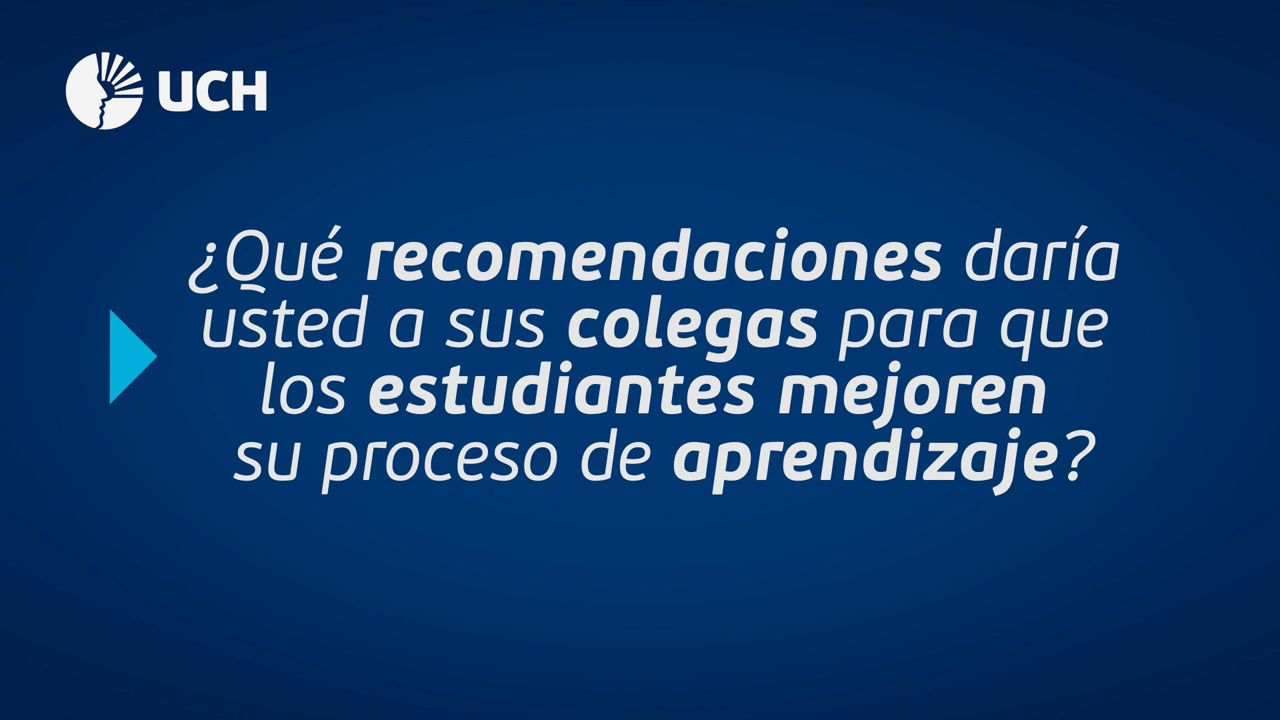 UCH
¿Qué recomendaciones daría
usted a sus colegas para que
los estudiantes mejoren
su proceso de aprendizaje?